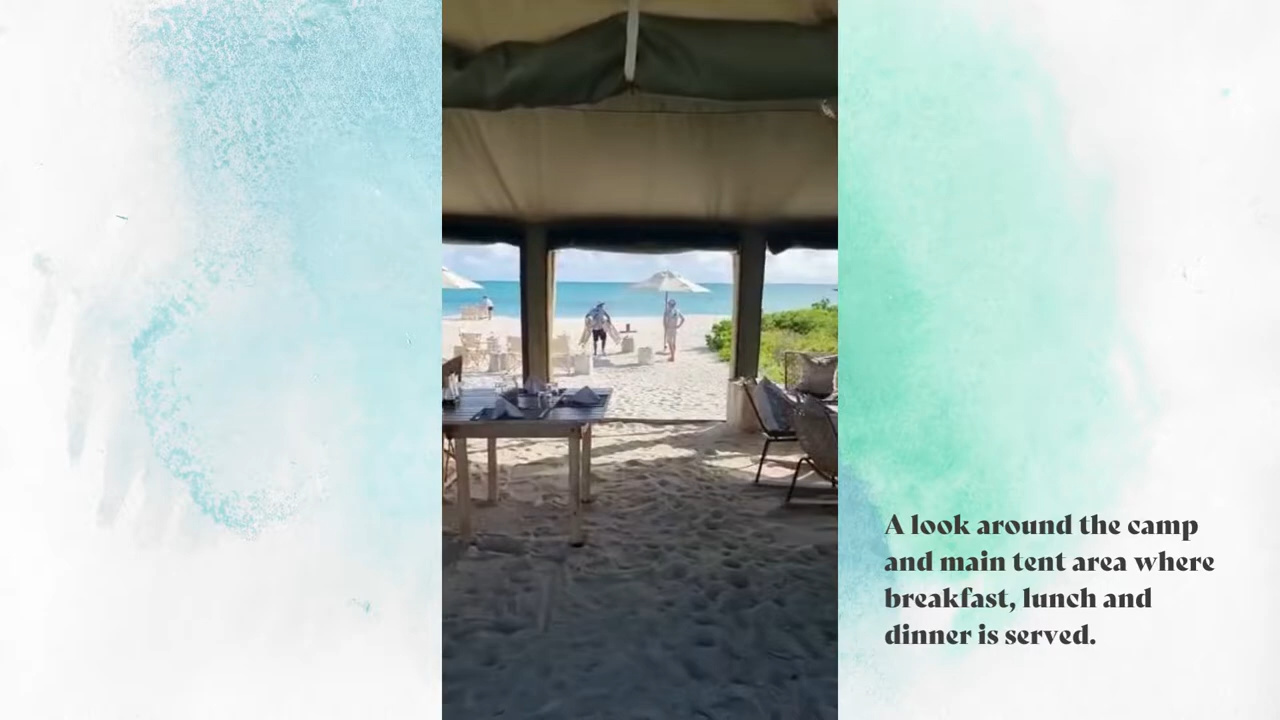 A look around the camp
and main tent area where
breakfast, lunch and
dinner is served.